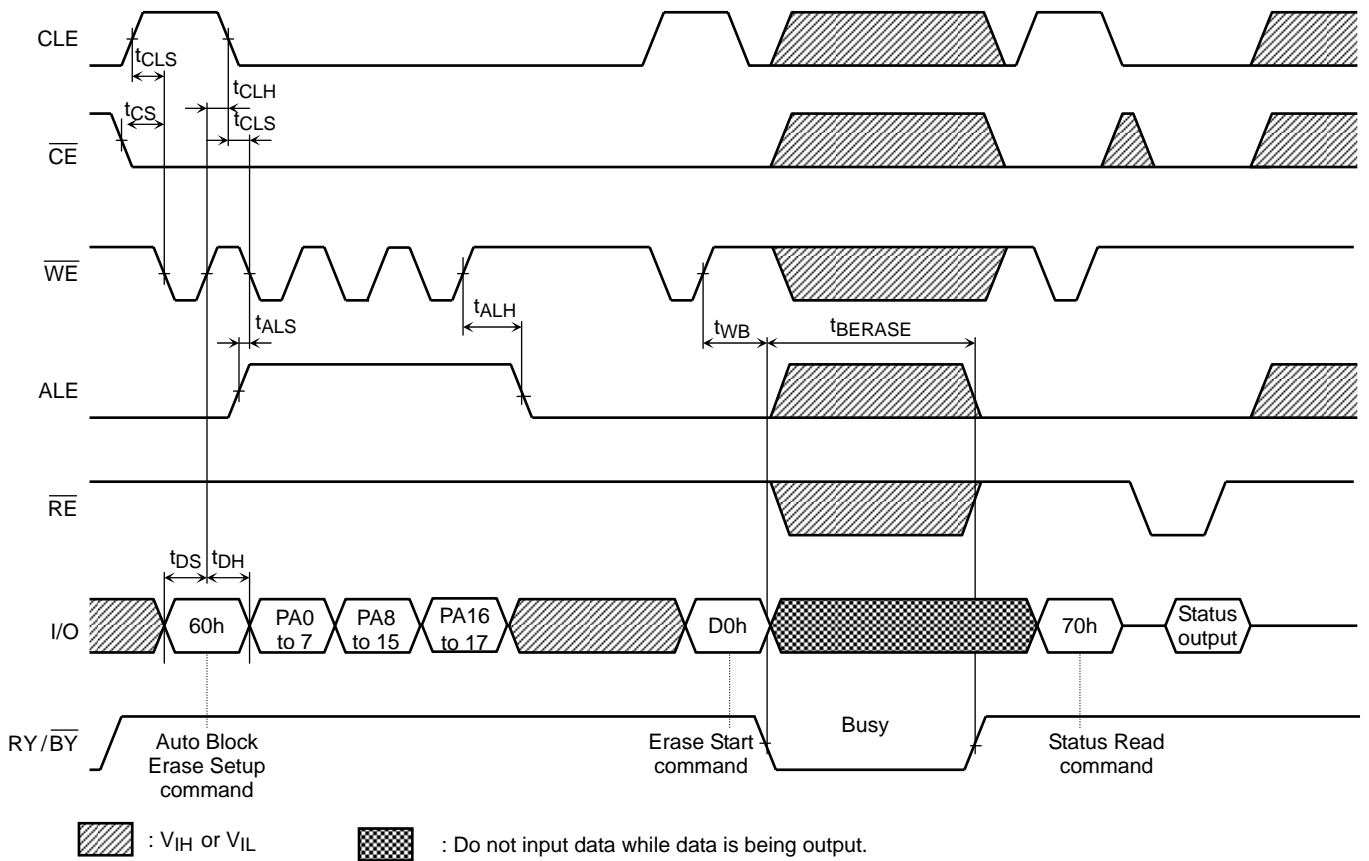 CLE
tCLS
tCLH
tCS
tCLS
CE
WE
tALS
tALH
tWB
tBERASE
ALE
RE
tDS
tDH
I/O
60h
PA0
to 7
PA8
to 15
PA16
to 17
D0h
70h
Status
output
RY/BY
Auto Block
Erase Setup
command
Erase Start
command
Busy
Status Read
command
: VIH or VIL
: Do not input data while data is being output.